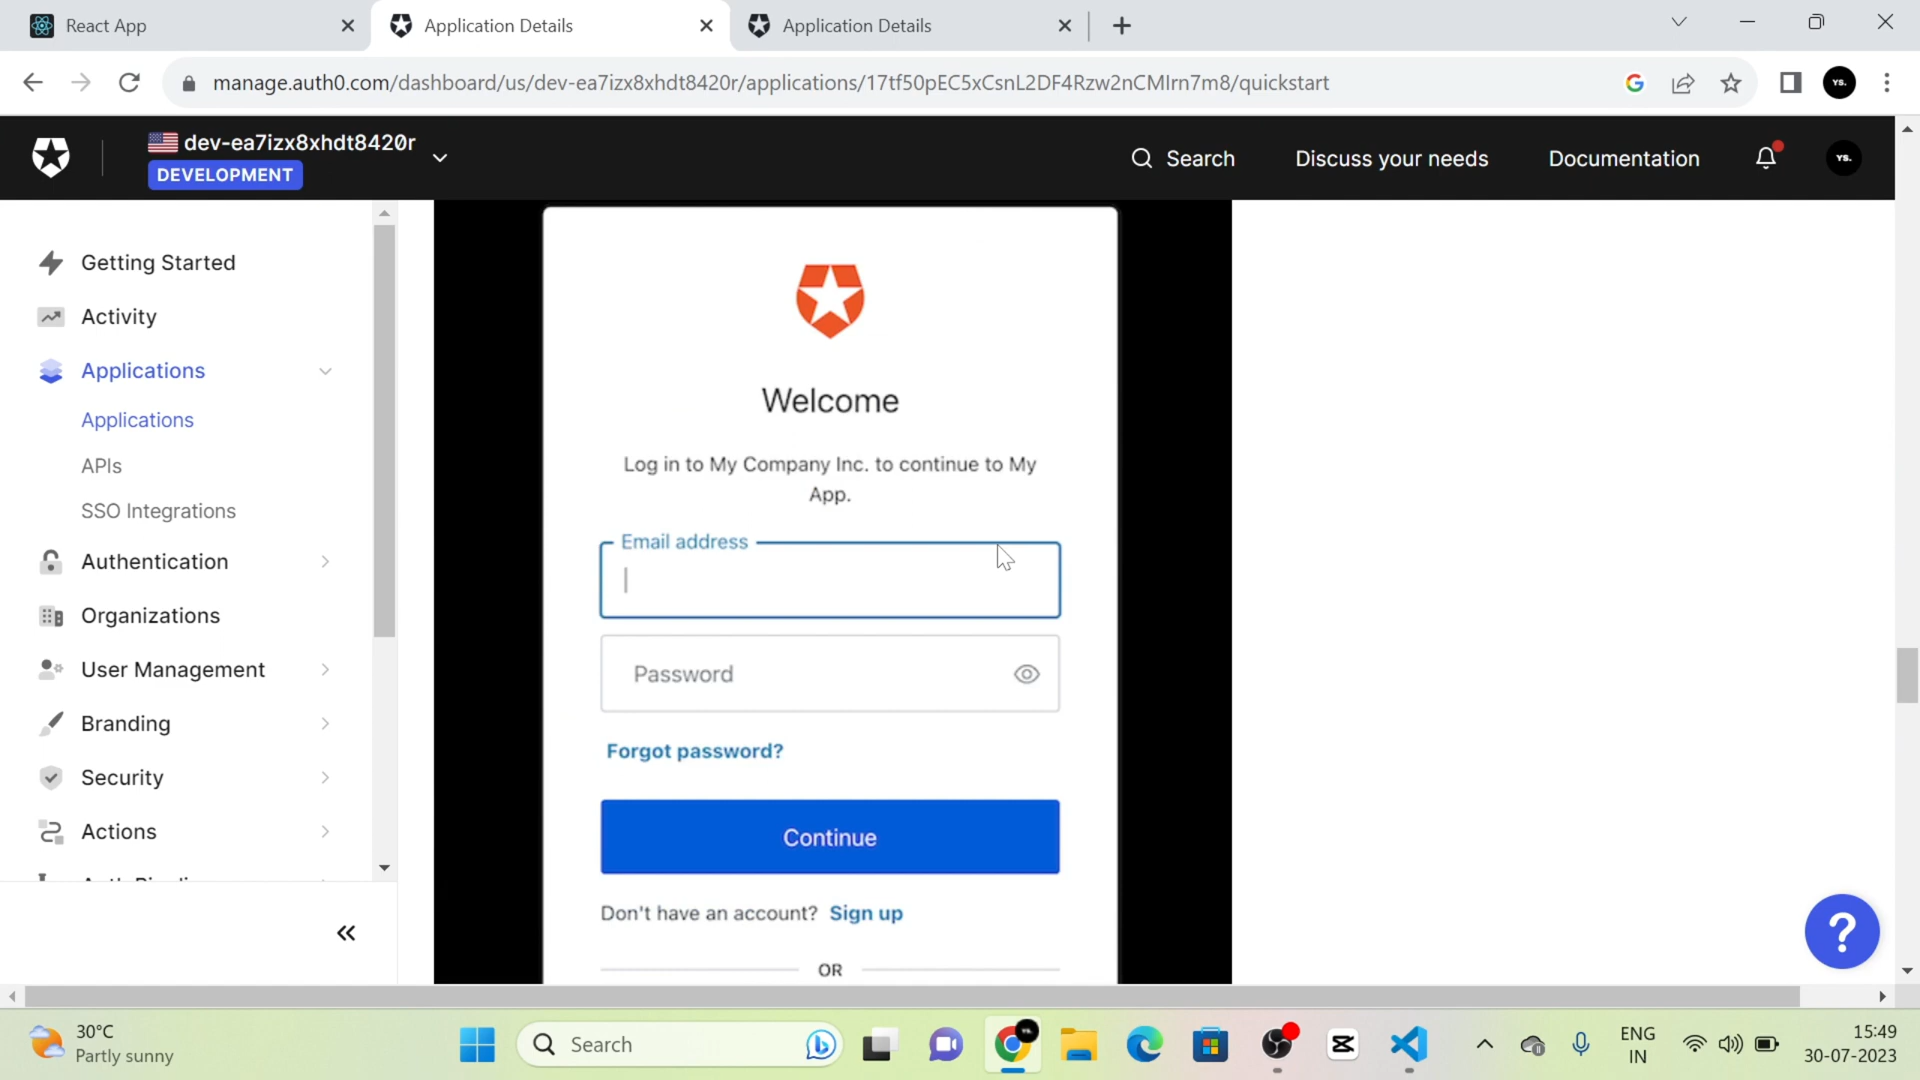 React App
Application Details
Application Details
manage.auth0.com/dashboard/us/dev-ea7izx8xhdt8420r/applications/17tf50pEC5xCsnL2DF4Rzw2nCMIrn7m8/quickstart
dev-ea7izx8xhdt8420r
DEVELOPMENT
Search
Discuss your needs
Documentation
YS.
YS.
Getting Started
Activity
Applications
Applications
APIs
SSO Integrations
Authentication
Organizations
User Management
Branding
Security
Actions
Welcome
Log in to My Company Inc. to continue to My
App.
Email address
Password
Forgot password?
Continue
Don't have an account? Sign up
OR
?
30°C
Partly sunny
Search
ENG
IN
15:49
30-07-2023